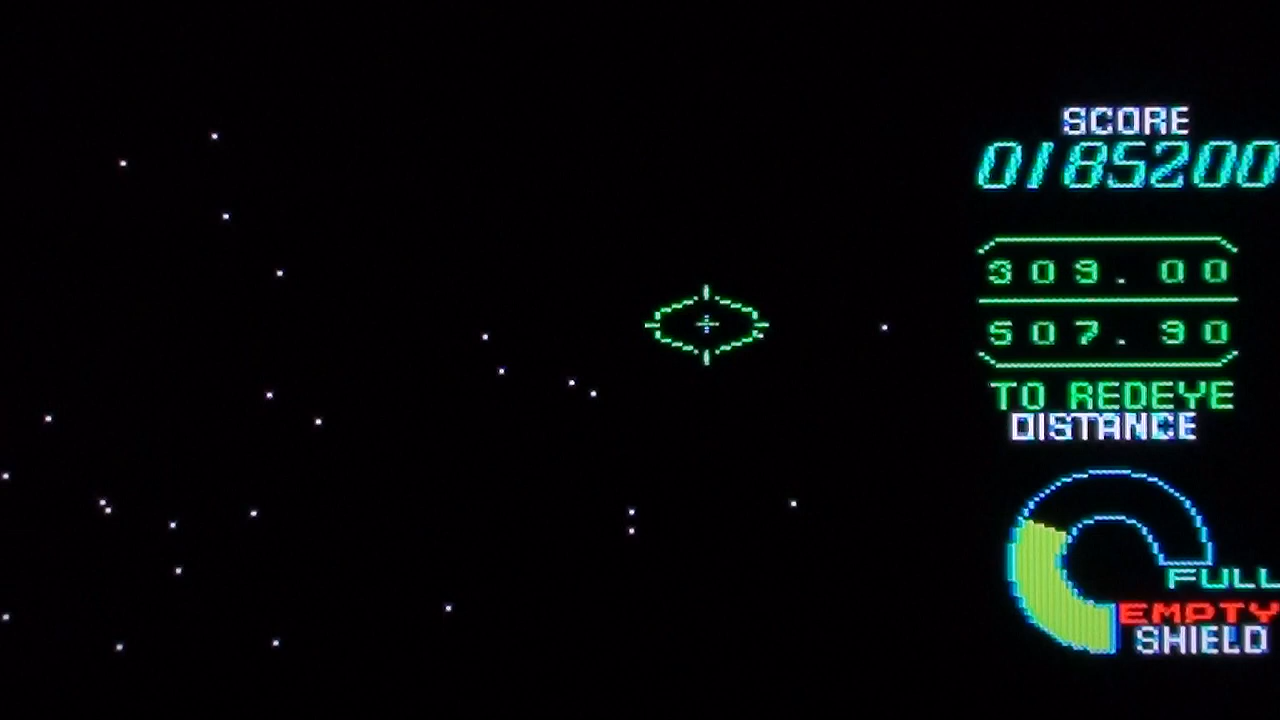 SCORE
0185200
309.00
507.90
TO REDEYE
DISTANCE
FULL
EMPTY
SHIELD